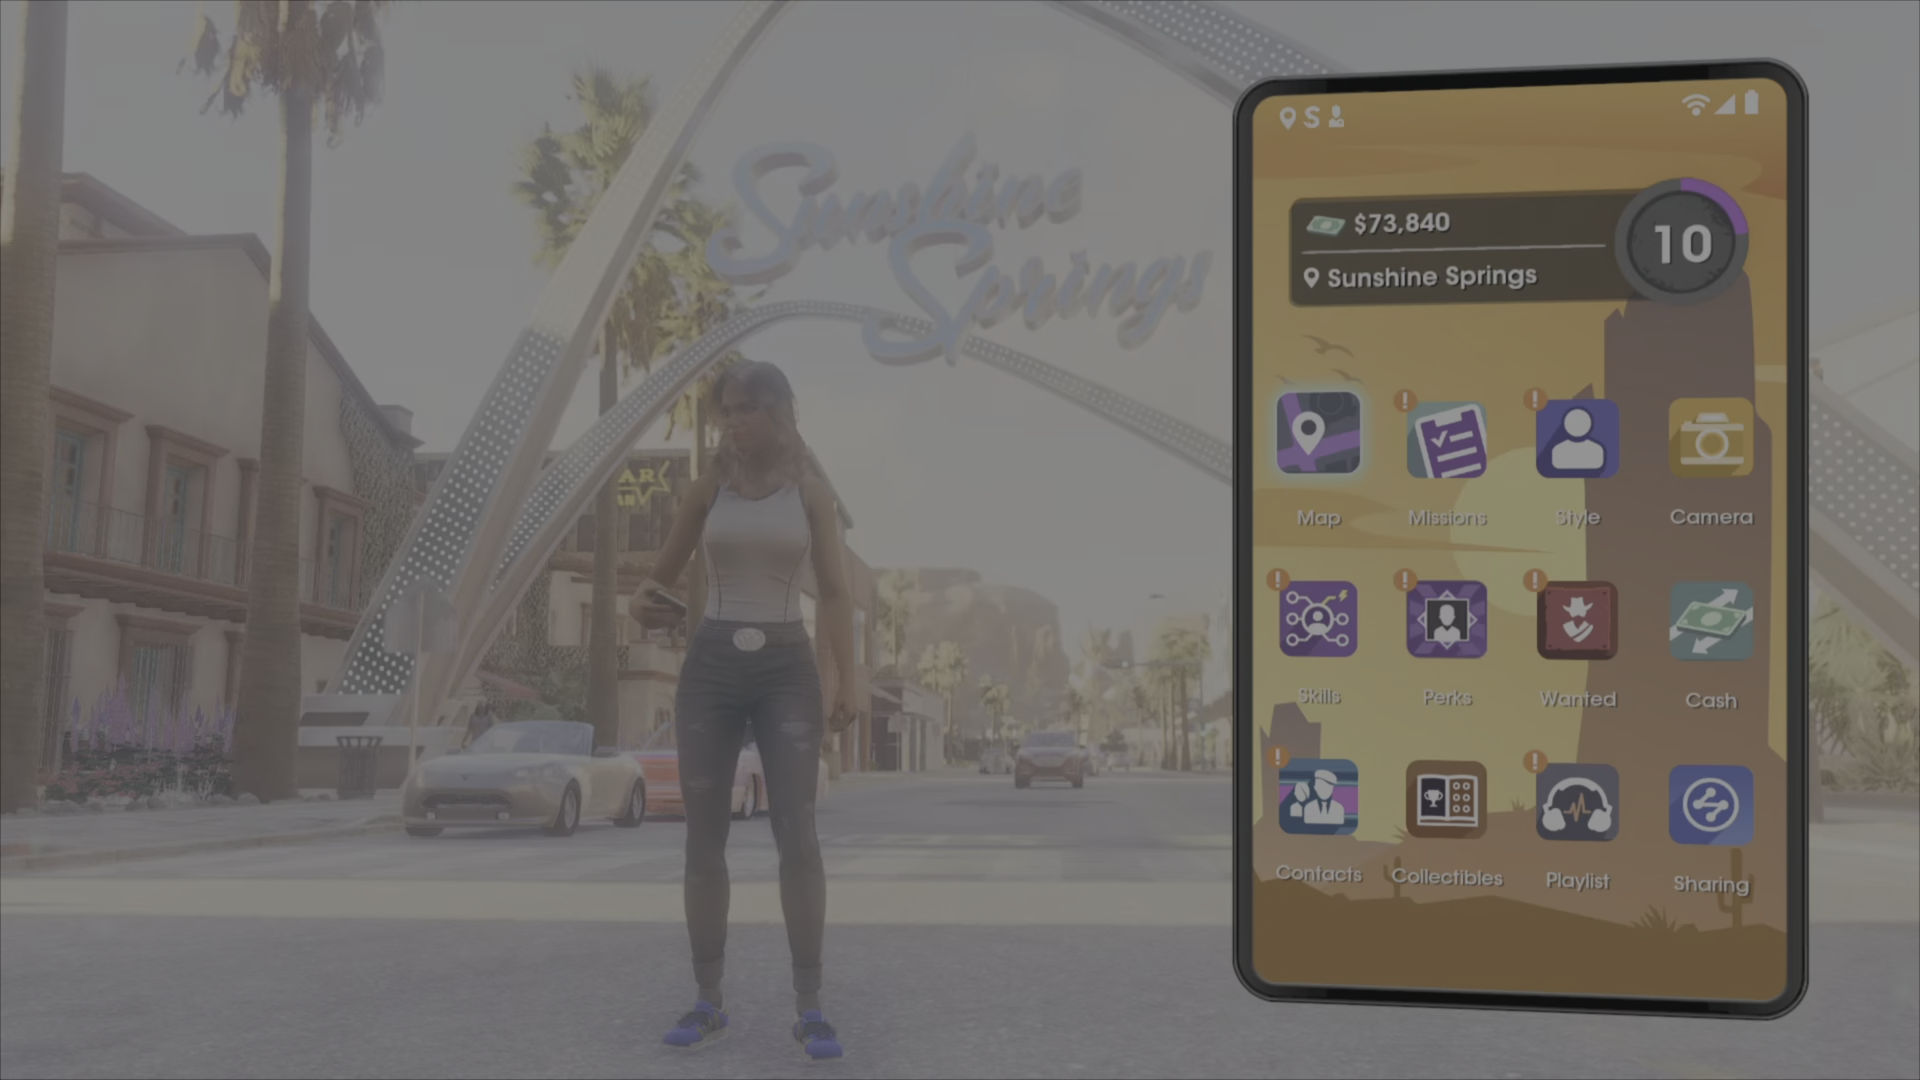 Sunshine
Springs
AR
S
$73,840
Sunshine Springs
10
Map
Missions
Style
Camera
Skills
Perks
Wanted
Cash
Contacts
Collectibles
Playlist
Sharing